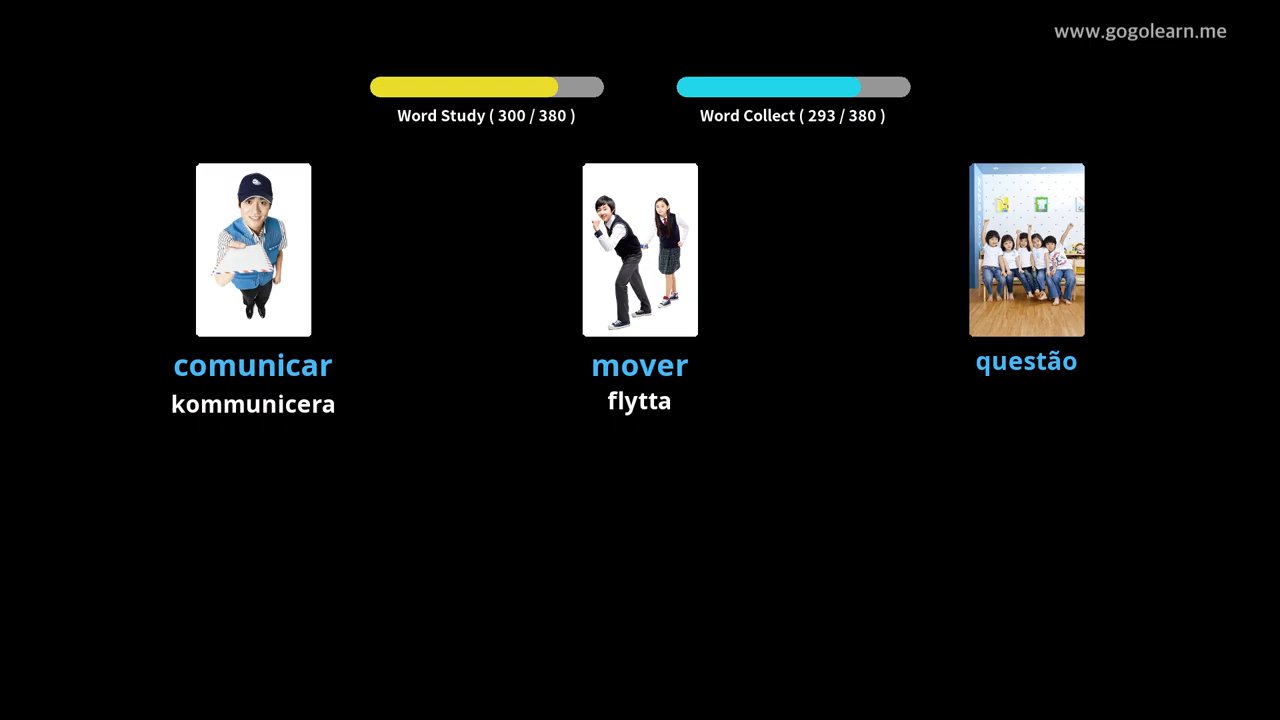 www.gogolearn.me
Word Study ( 300 / 380 )
Word Collect ( 293 / 380 )
comunicar
kommunicera
mover
flytta
questão